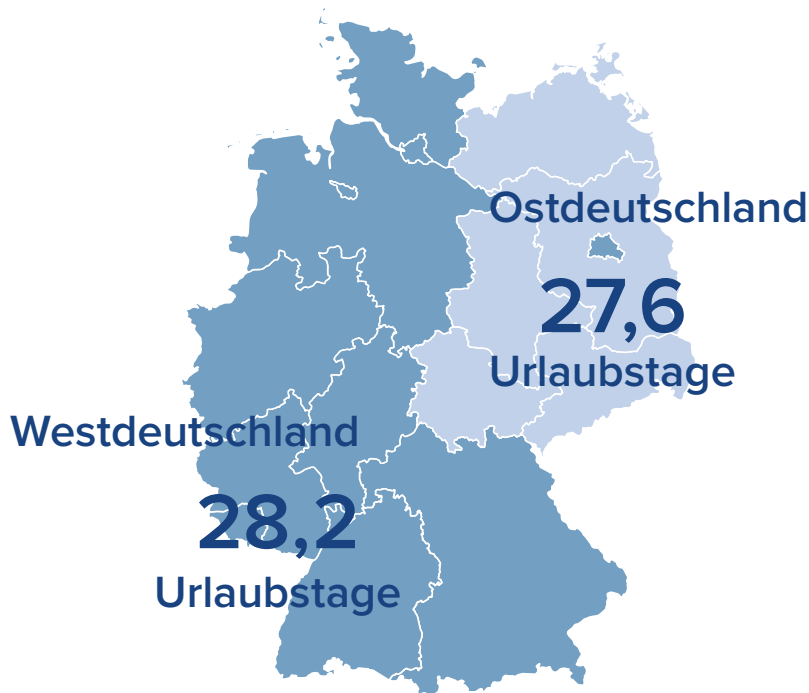 Ostdeutschland
27,6
Urlaubstage
Westdeutschland
28,2
Urlaubstage